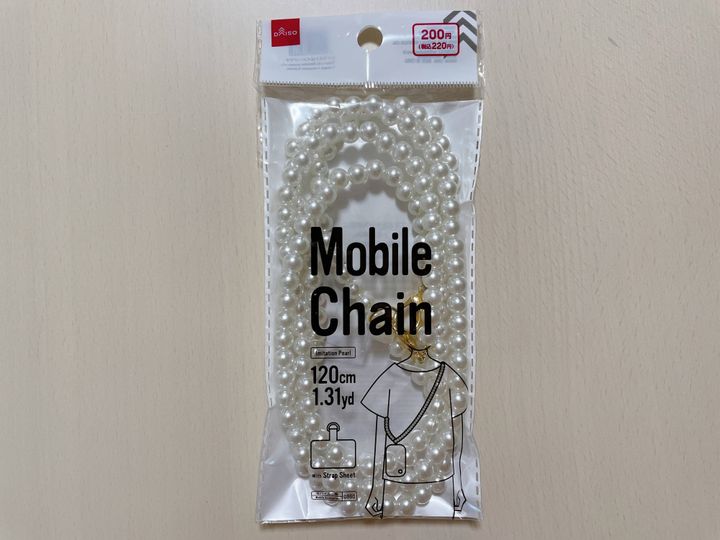 DAISO
200円
(税込220円)
Mobile
Chain
Imitation Pearl
120cm
1.31yd
with Strap Sheet